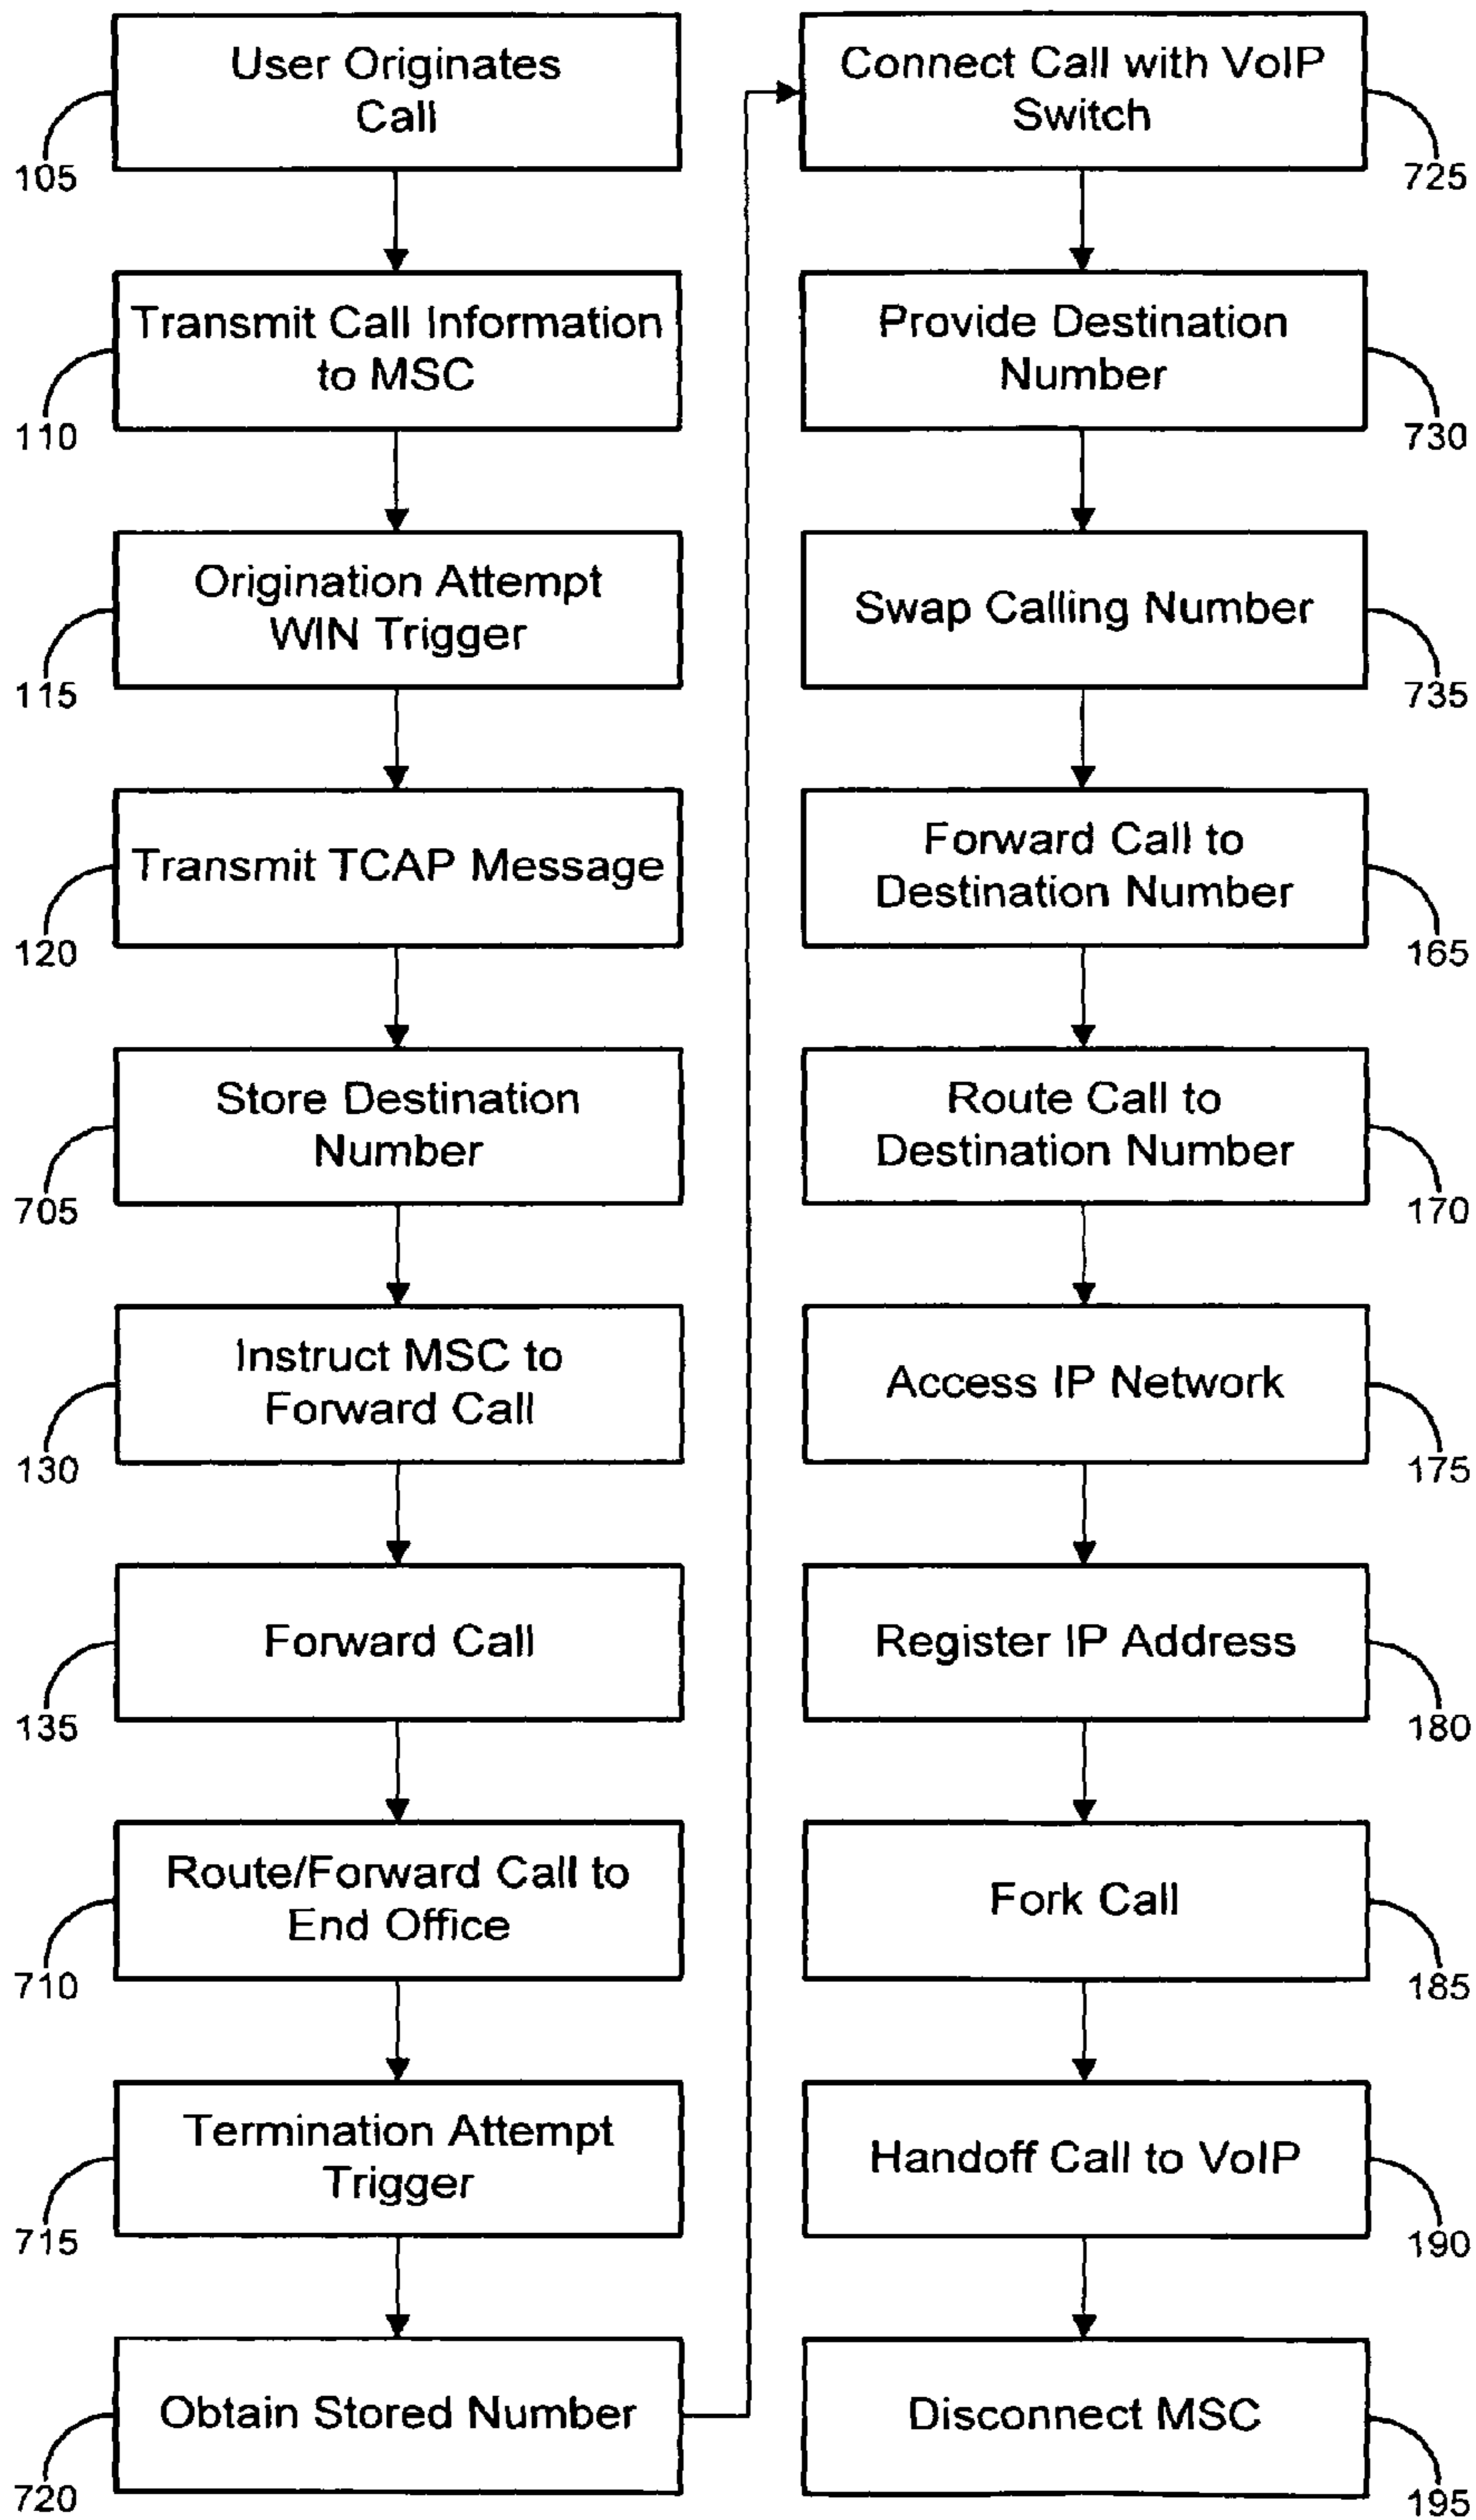 User Originates
Call
105
Transmit Call Information
to MSC
110
Origination Attempt
WIN Trigger
115
Transmit TCAP Message
120
Store Destination
Number
705
Instruct MSC to
Forward Call
130
Forward Call
135
Route/Forward Call to
End Office
710
Termination Attempt
Trigger
715
Obtain Stored Number
720
Connect Call with VoIP
Switch
725
Provide Destination
Number
730
Swap Calling Number
735
Forward Call to
Destination Number
165
Route Call to
Destination Number
170
Access IP Network
175
Register IP Address
180
Fork Call
185
Handoff Call to VoIP
190
Disconnect MSC
195